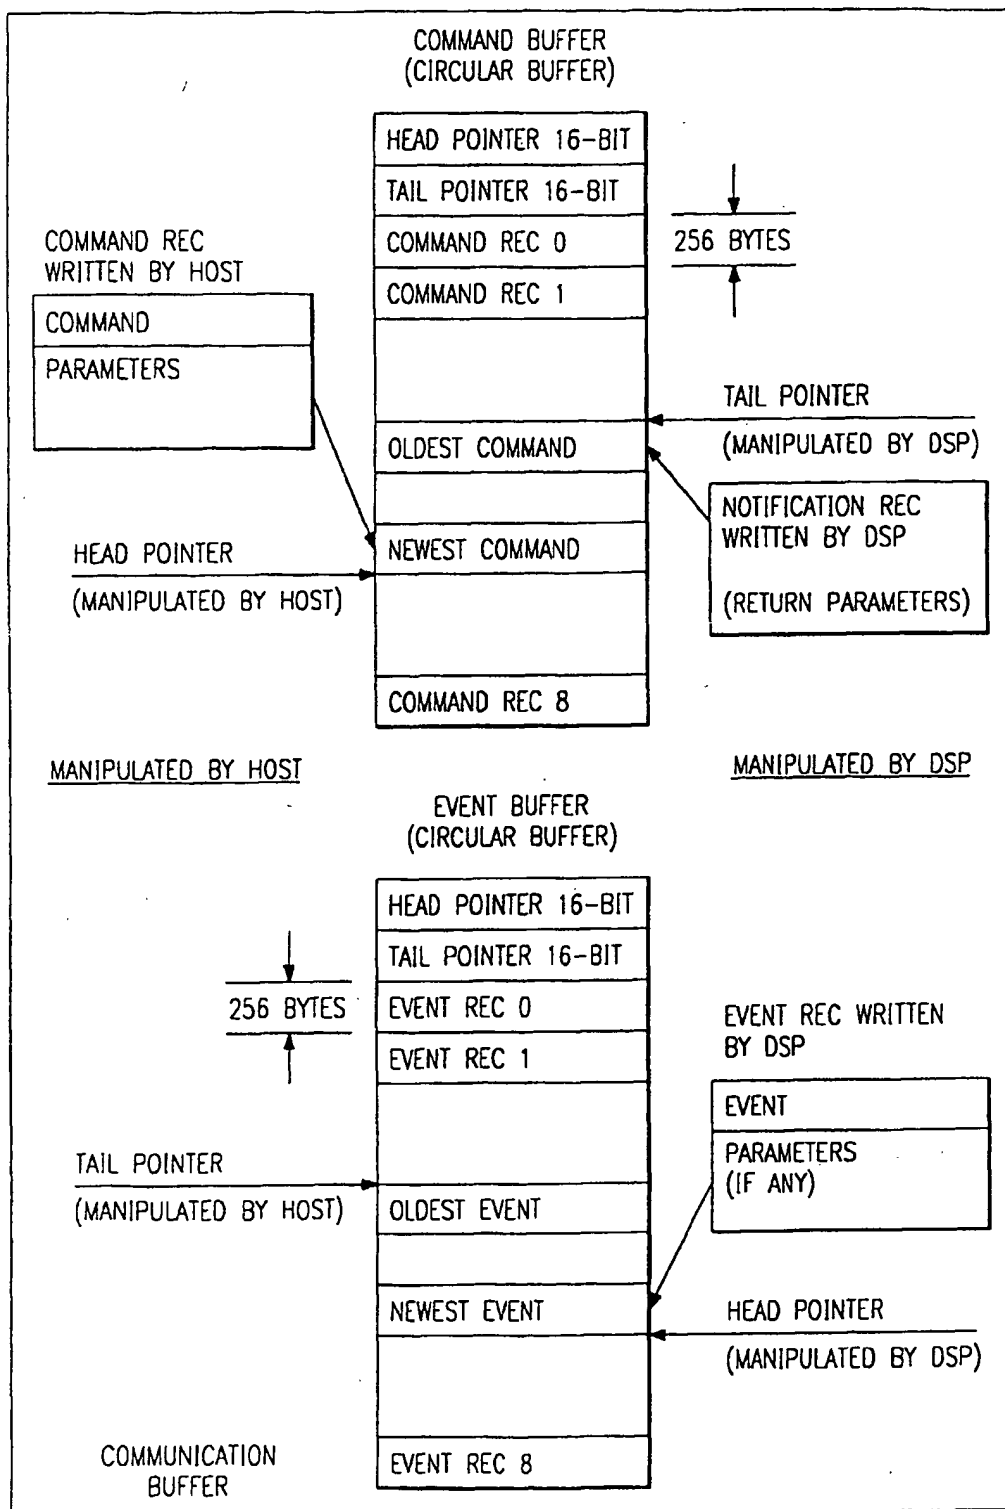 COMMAND BUFFER
(CIRCULAR BUFFER)
HEAD POINTER 16-BIT
TAIL POINTER 16-BIT
COMMAND REC 0
COMMAND REC 1
256 BYTES
COMMAND REC
WRITTEN BY HOST
COMMAND
PARAMETERS
TAIL POINTER
(MANIPULATED BY DSP)
OLDEST COMMAND
NOTIFICATION REC
WRITTEN BY DSP
(RETURN PARAMETERS)
NEWEST COMMAND
HEAD POINTER
(MANIPULATED BY HOST)
COMMAND REC 8
MANIPULATED BY HOST
MANIPULATED BY DSP
EVENT BUFFER
(CIRCULAR BUFFER)
HEAD POINTER 16-BIT
TAIL POINTER 16-BIT
EVENT REC 0
EVENT REC 1
256 BYTES
EVENT REC WRITTEN
BY DSP
EVENT
PARAMETERS
(IF ANY)
TAIL POINTER
(MANIPULATED BY HOST)
OLDEST EVENT
NEWEST EVENT
HEAD POINTER
(MANIPULATED BY DSP)
EVENT REC 8
COMMUNICATION
BUFFER